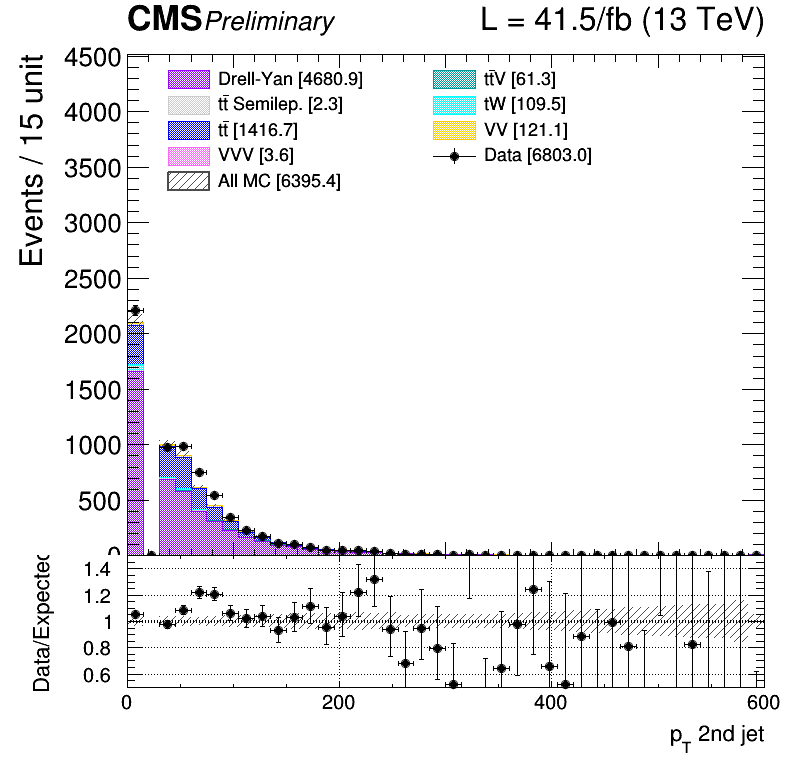 CMS Preliminary L = 41.5/fb (13 TeV)
Events / 15 unit
4500
4000
3500
3000
2500
2000
1500
1000
500
0
Drell-Yan [4680.9]
tt̄ Semilep. [2.3]
tt̄ [1416.7]
VVV [3.6]
All MC [6395.4]
tt̄V [61.3]
tW [109.5]
VV [121.1]
Data [6803.0]
Data/Expected
1.4
1.2
1
0.8
0.6
0 200 400 600
p_T 2nd jet